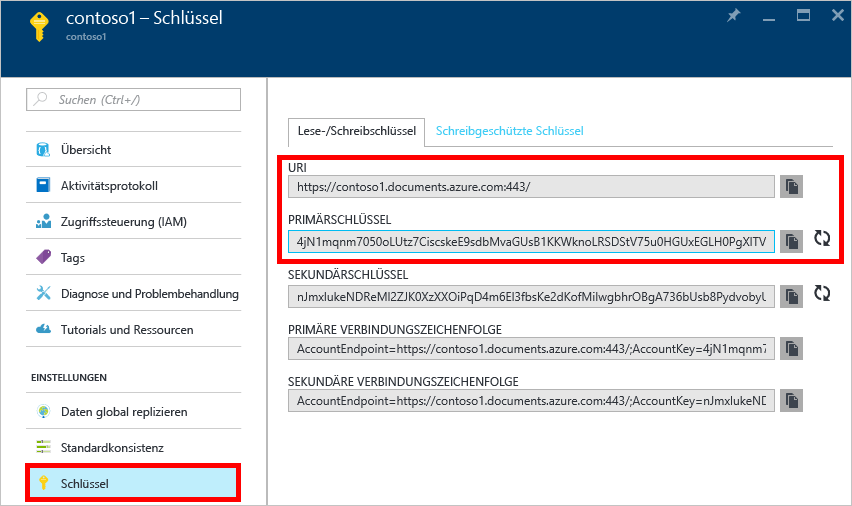 contoso1 – Schlüssel
contoso1
Suchen (Ctrl+/)
Übersicht
Aktivitätsprotokoll
Zugriffssteuerung (IAM)
Tags
Diagnose und Problembehandlung
Tutorials und Ressourcen
EINSTELLUNGEN
Daten global replizieren
Standardkonsistenz
Schlüssel
Lese-/Schreibschlüssel
Schreibgeschützte Schlüssel
URI
https://contoso1.documents.azure.com:443/
PRIMÄRSCHLÜSSEL
4jN1mqnm7050oLUtz7CiscskeE9sdbMvaGUsB1KKWknoLRSDStV75u0HGUxEGLH0PgXlTV
SEKUNDÄRSCHLÜSSEL
nJmxlukeNDReMl2ZJK0XzXXOiPqD4m6El3fbsKe2dKofMilwgbhrOBgA736bUsb8Pydvoby
PRIMÄRE VERBINDUNGSZEICHENFOLGE
AccountEndpoint=https://contoso1.documents.azure.com:443/;AccountKey=4jN1mqnm7
SEKUNDÄRE VERBINDUNGSZEICHENFOLGE
AccountEndpoint=https://contoso1.documents.azure.com:443/;AccountKey=nJmxlukeND